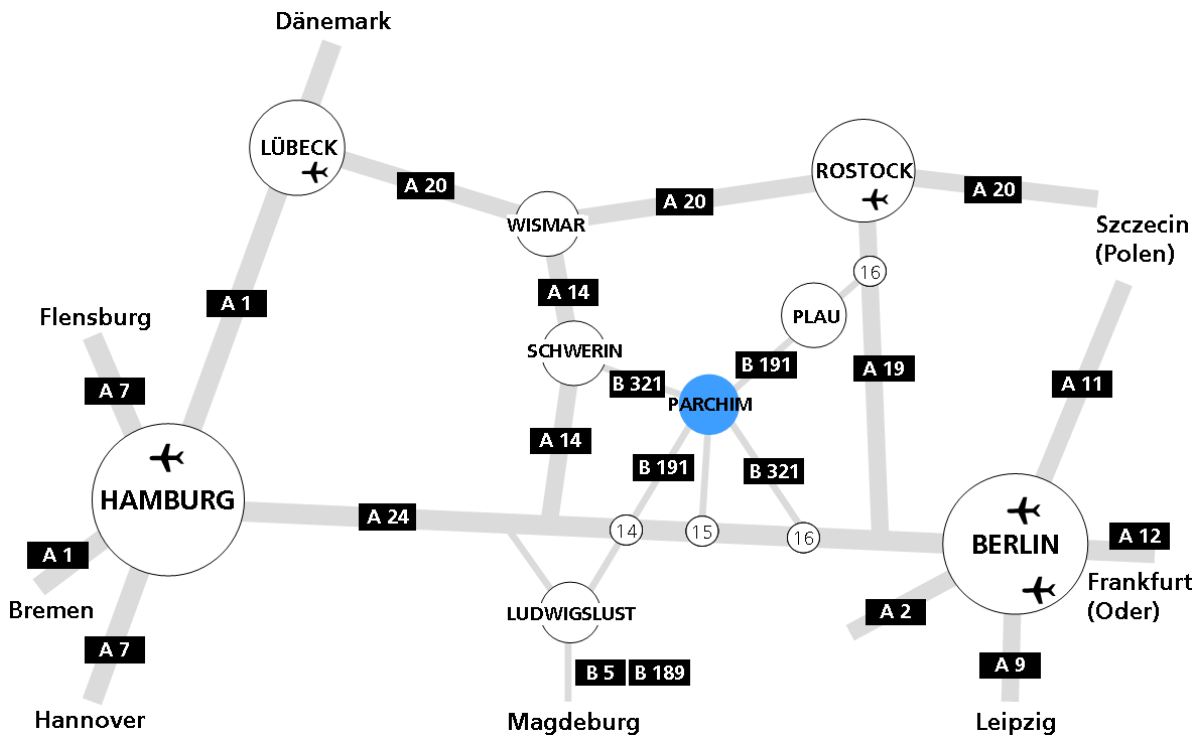 Dänemark
LÜBECK
A 20
ROSTOCK
A 20
A 20
WISMAR
Szczecin
(Polen)
16
A 14
A 1
Flensburg
PLAU
SCHWERIN
B 321
B 191
A 19
A 11
A 7
PARCHIM
A 14
B 191
B 321
HAMBURG
A 24
14
15
16
BERLIN
A 12
A 1
Bremen
Frankfurt
(Oder)
A 2
LUDWIGSLUST
A 7
B 5
B 189
A 9
Hannover
Magdeburg
Leipzig